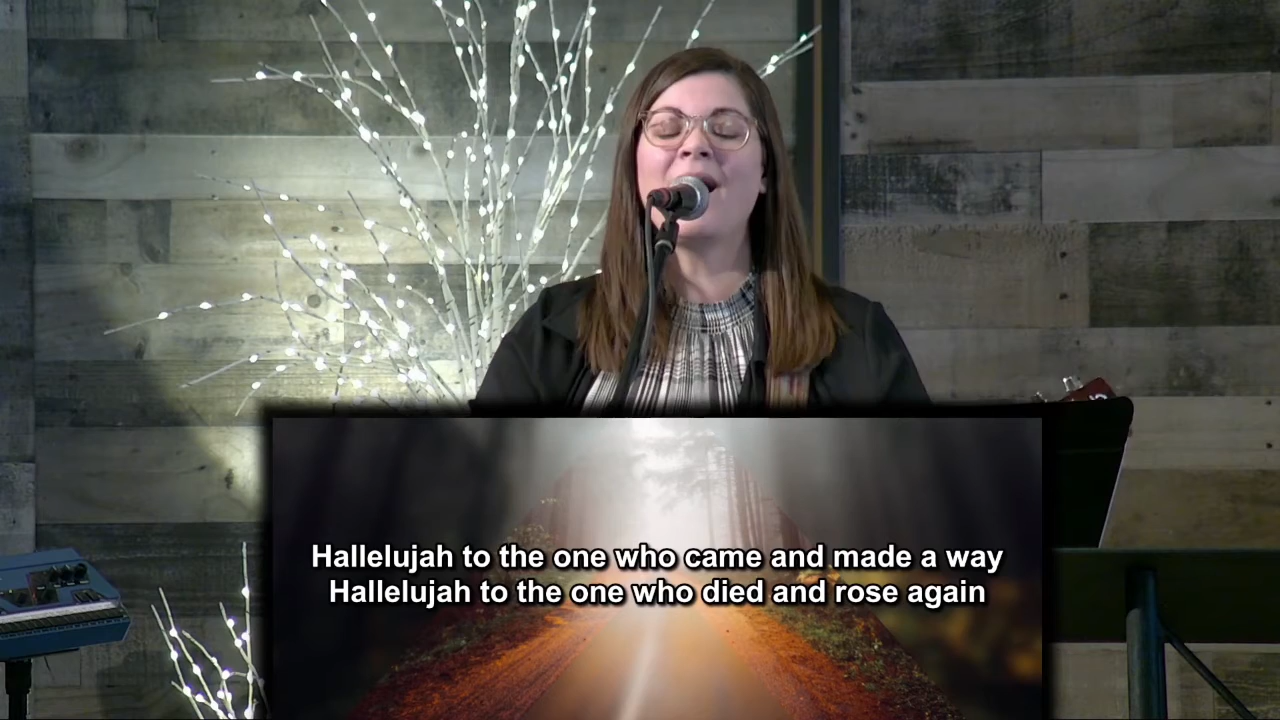 Hallelujah to the one who came and made a way
Hallelujah to the one who died and rose again